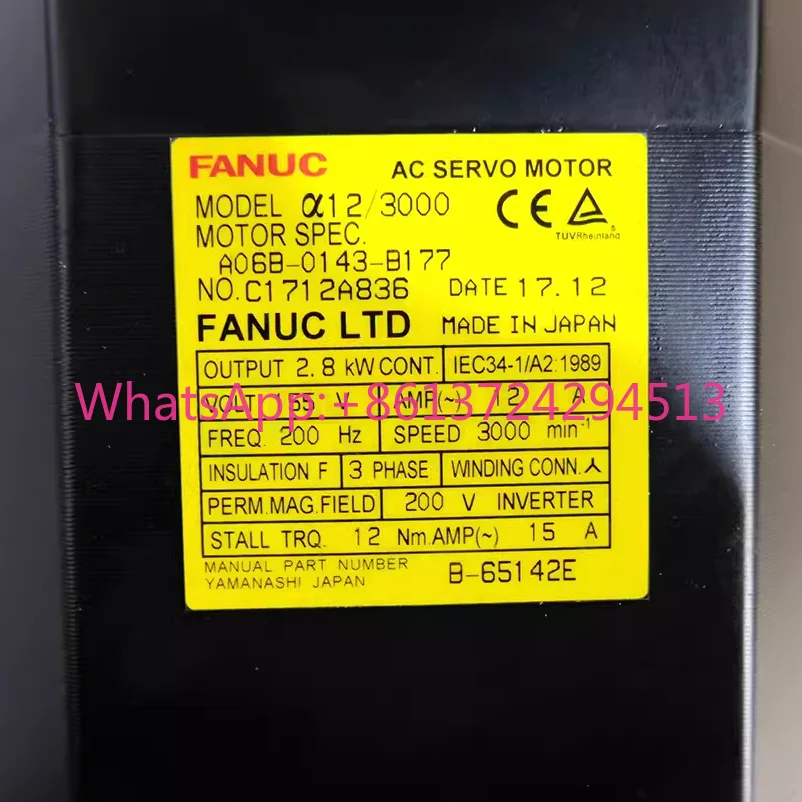 FANUC AC SERVO MOTOR
MODEL α12/3000
MOTOR SPEC.
TUVRheinland ®
A06B-0143-B177
NO.C1712A836 DATE 17.12
FANUC LTD MADE IN JAPAN
OUTPUT 2.8 kW CONT. IEC34-1/A2:1989
V AMP(~) A
WhatsApp:+8613724294513
FREQ. 200 Hz SPEED 3000 min⁻¹
INSULATION F 3 PHASE WINDING CONN.
PERM.MAG.FIELD 200 V INVERTER
STALL TRQ. 12 Nm.AMP(~) 15 A
MANUAL PART NUMBER
YAMANASHI JAPAN B-65142E